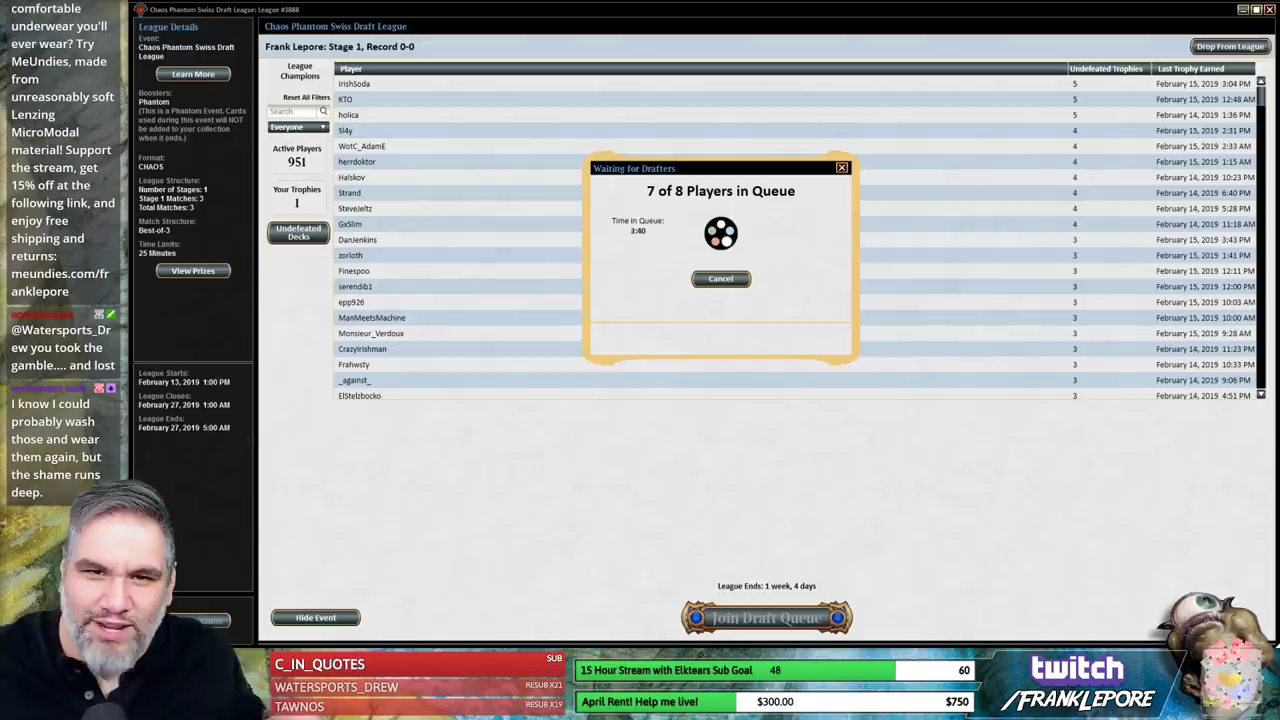 comfortable
underwear you'll
ever wear? Try
MeUndies, made
from
unreasonably soft
Lenzing
MicroModal
material! Support
the stream, get
15% off at the
following link, and
enjoy free
shipping and
returns:
meundies.com/fr
anklepore
@Watersports_Dr
ew you took the
gamble.... and lost
I know I could
probably wash
those and wear
them again, but
the shame runs
deep.
Chaos Phantom Swiss Draft League: League #3888
League Details
Event:
Chaos Phantom Swiss Draft
League
Learn More
Boosters:
Phantom
(This is a Phantom Event. Cards
used during this event will NOT
be added to your collection
when it ends.)
Format:
CHAOS
League Structure:
Number of Stages: 1
Stage 1 Matches: 3
Total Matches: 3
Match Structure:
Best-of-3
Time Limits:
25 Minutes
View Prizes
League Starts:
February 13, 2019 1:00 PM
League Closes:
February 27, 2019 1:00 AM
League Ends:
February 27, 2019 5:00 AM
Chaos Phantom Swiss Draft League
Frank Lepore: Stage 1, Record 0-0
Drop From League
League
Champions
Reset All Filters
Search
Everyone
Active Players
951
Your Trophies
1
Undefeated
Decks
Player Undefeated Trophies Last Trophy Earned
IrishSoda 5 February 15, 2019 3:04 PM
KTO 5 February 15, 2019 12:48 AM
holica 5 February 14, 2019 1:36 PM
Sl4y 4 February 15, 2019 2:31 PM
WotC_AdamE 4 February 15, 2019 2:33 AM
herrdoktor 4 February 15, 2019 1:15 AM
Halskov 4 February 14, 2019 10:23 PM
Strand 4 February 14, 2019 6:40 PM
SteveJeltz 4 February 14, 2019 5:28 PM
GxSlim 4 February 14, 2019 11:18 AM
DanJenkins 3 February 15, 2019 3:43 PM
zorloth 3 February 15, 2019 1:41 PM
Finespoo 3 February 15, 2019 12:11 PM
serendib1 3 February 15, 2019 12:00 PM
epp926 3 February 15, 2019 10:03 AM
ManMeetsMachine 3 February 15, 2019 10:00 AM
Monsieur_Verdoux 3 February 15, 2019 9:28 AM
CrazyIrishman 3 February 14, 2019 11:23 PM
Frahwsty 3 February 14, 2019 10:33 PM
_against_ 3 February 14, 2019 9:06 PM
ElStelzbocko 3 February 14, 2019 4:51 PM
Waiting for Drafters
7 of 8 Players in Queue
Time in Queue:
3:40
Cancel
League Ends: 1 week, 4 days
Hide Event
Join Draft Queue
C_IN_QUOTES SUB
WATERSPORTS_DREW RESUB X21
TAWNOS RESUB X19
15 Hour Stream with Elktears Sub Goal 48 60
April Rent! Help me live! $300.00 $750
twitch
/FRANKLEPORE